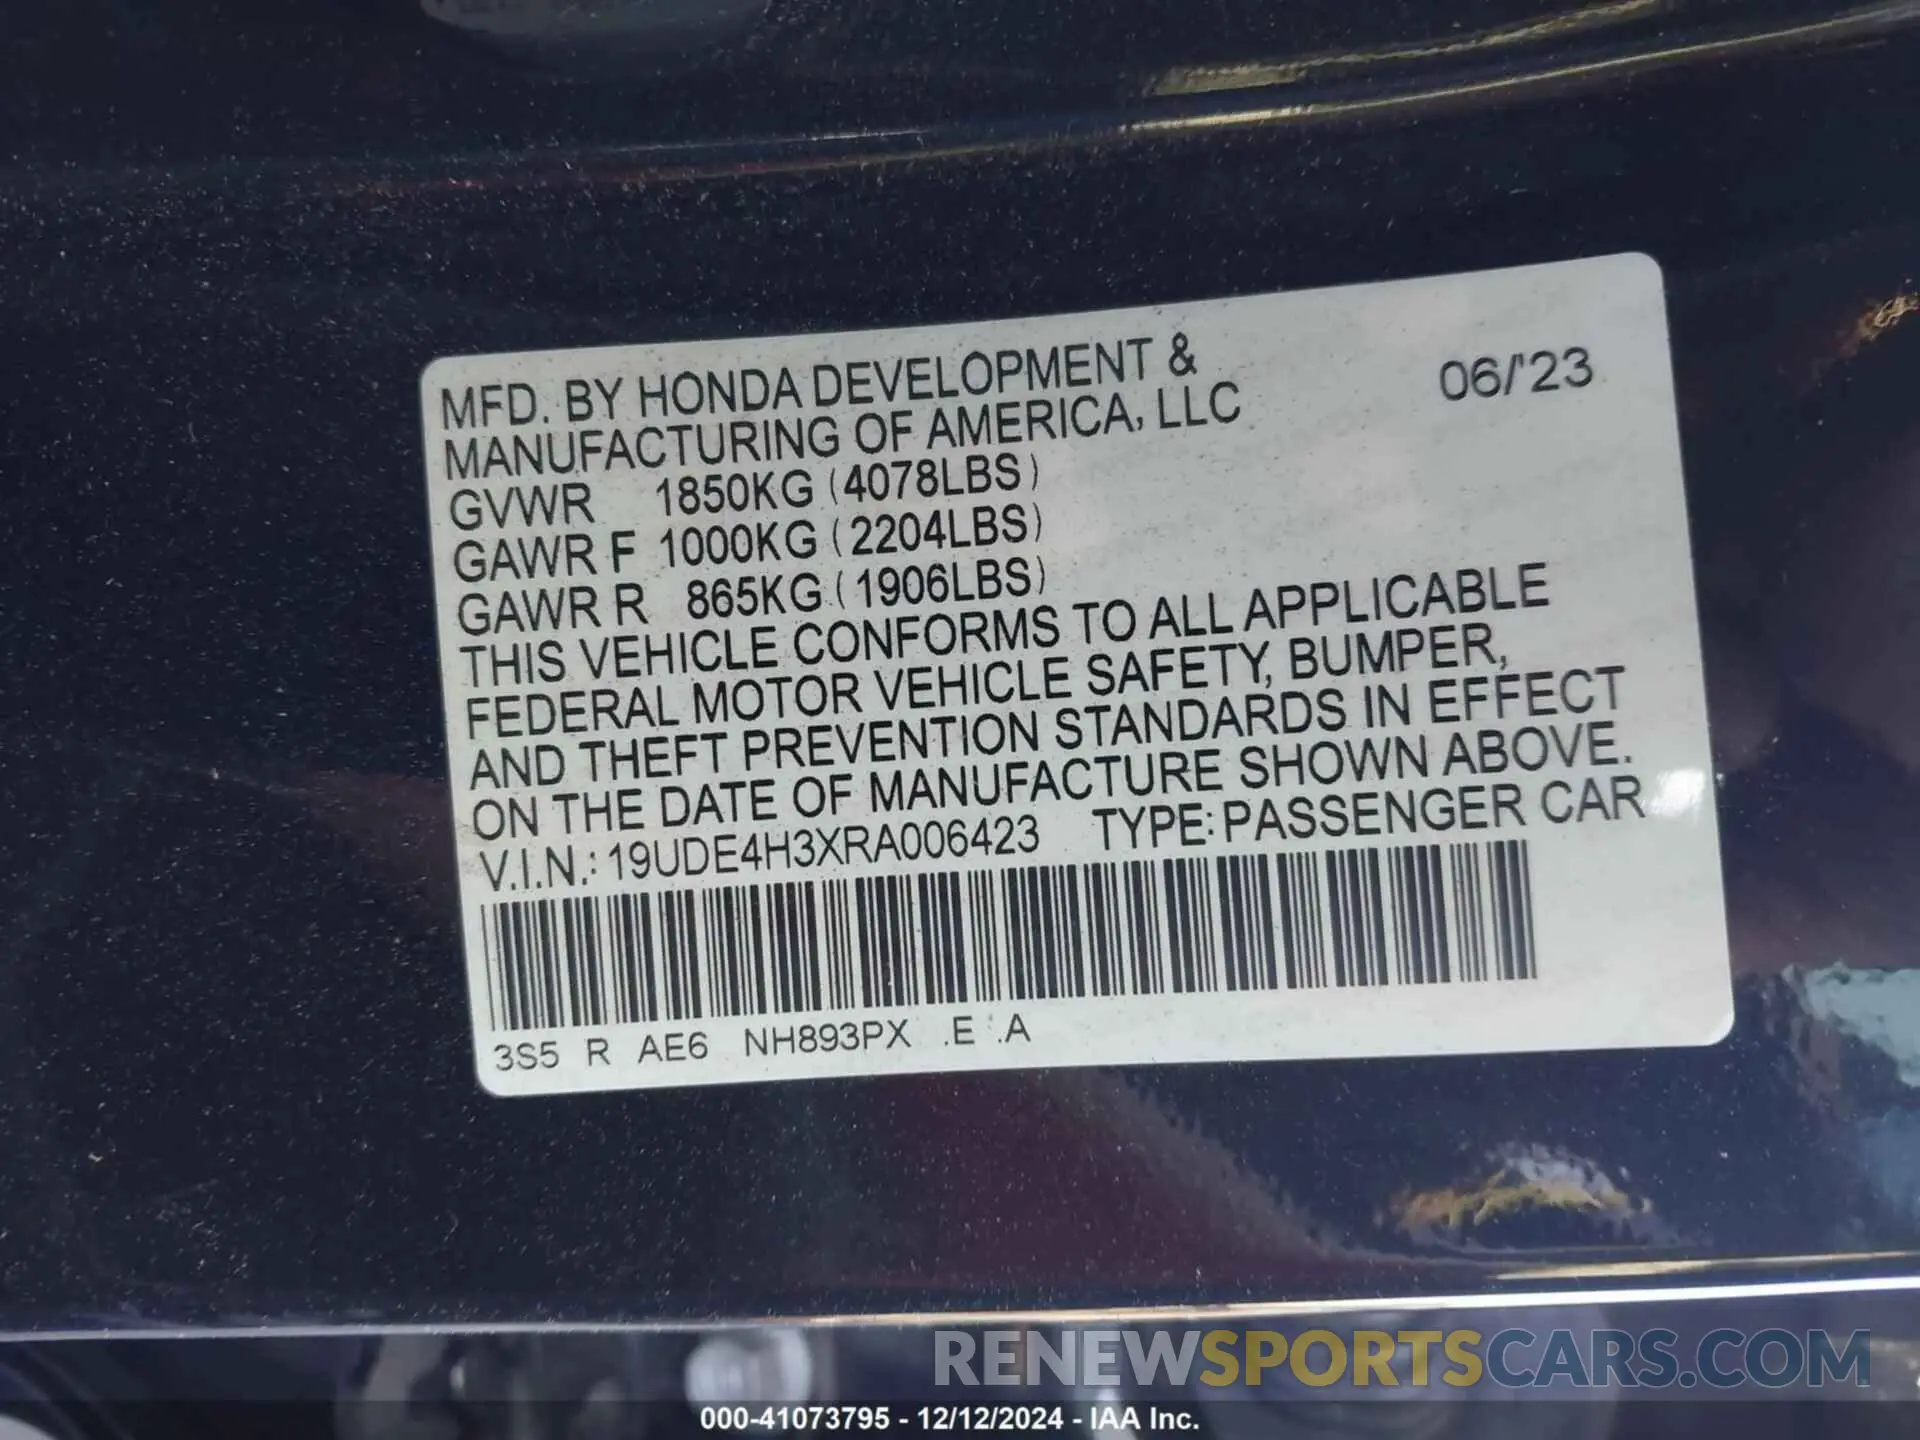 MFD. BY HONDA DEVELOPMENT &
MANUFACTURING OF AMERICA, LLC
06/'23
GVWR 1850KG (4078LBS)
GAWR F 1000KG (2204LBS)
GAWR R 865KG (1906LBS)
THIS VEHICLE CONFORMS TO ALL APPLICABLE
FEDERAL MOTOR VEHICLE SAFETY, BUMPER,
AND THEFT PREVENTION STANDARDS IN EFFECT
ON THE DATE OF MANUFACTURE SHOWN ABOVE.
V.I.N.: 19UDE4H3XRA006423 TYPE: PASSENGER CAR
3S5 R AE6 NH893PX .E .A
RENEWSPORTSCARS.COM
000-41073795 - 12/12/2024 - IAA Inc.